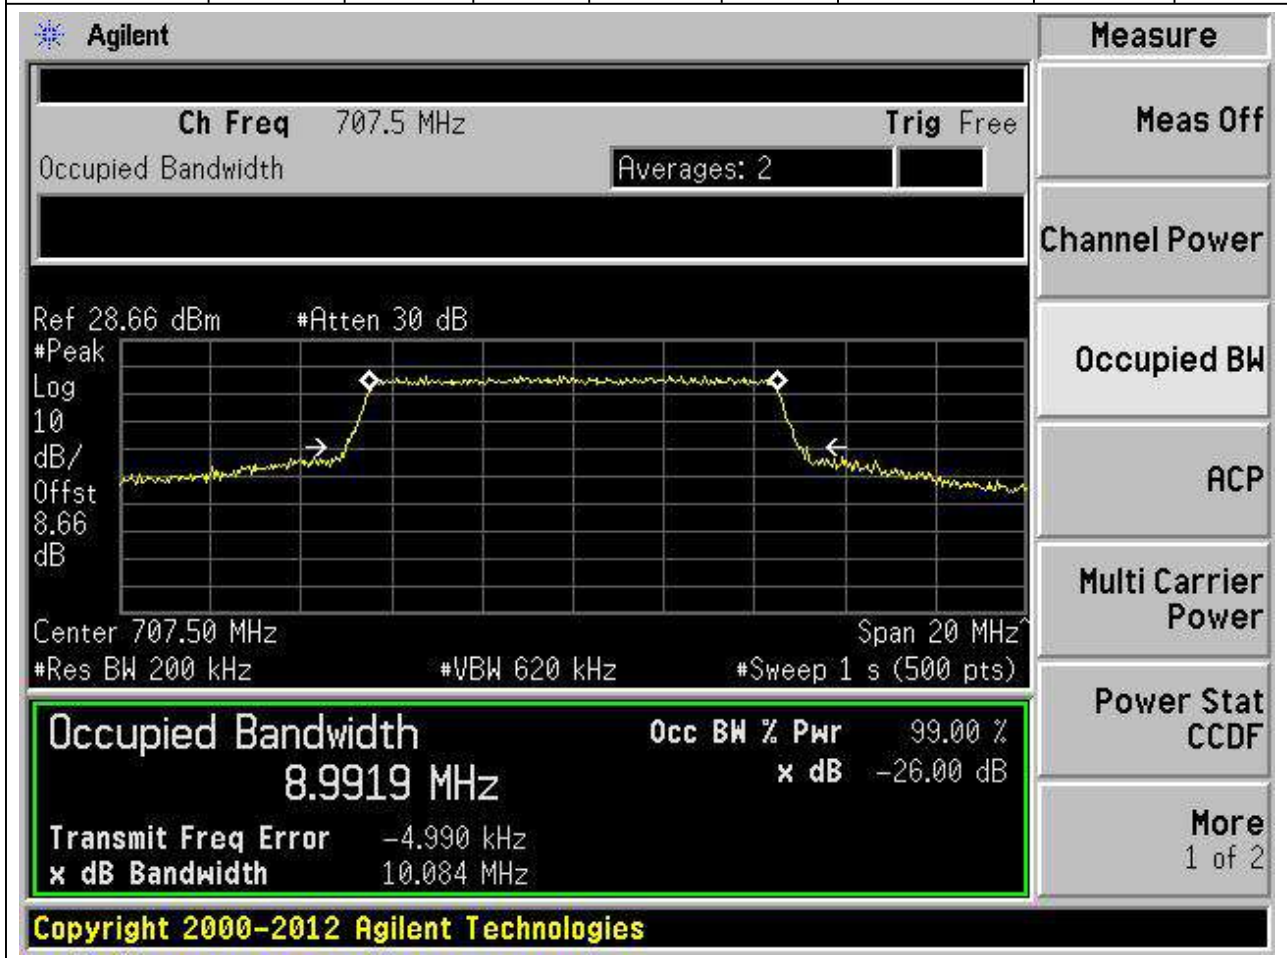 Agilent
Measure
Ch Freq 707.5 MHz Trig Free
Meas Off
Occupied Bandwidth Averages: 2
Channel Power
Ref 28.66 dBm #Atten 30 dB
#Peak
Log
10
dB/
Offst
8.66
dB
Occupied BW
ACP
Multi Carrier
Power
Center 707.50 MHz Span 20 MHz^
#Res BW 200 kHz #VBW 620 kHz #Sweep 1 s (500 pts)
Power Stat
CCDF
Occupied Bandwidth Occ BW % Pwr 99.00 %
8.9919 MHz x dB -26.00 dB
Transmit Freq Error -4.990 kHz
x dB Bandwidth 10.084 MHz
More
1 of 2
Copyright 2000-2012 Agilent Technologies